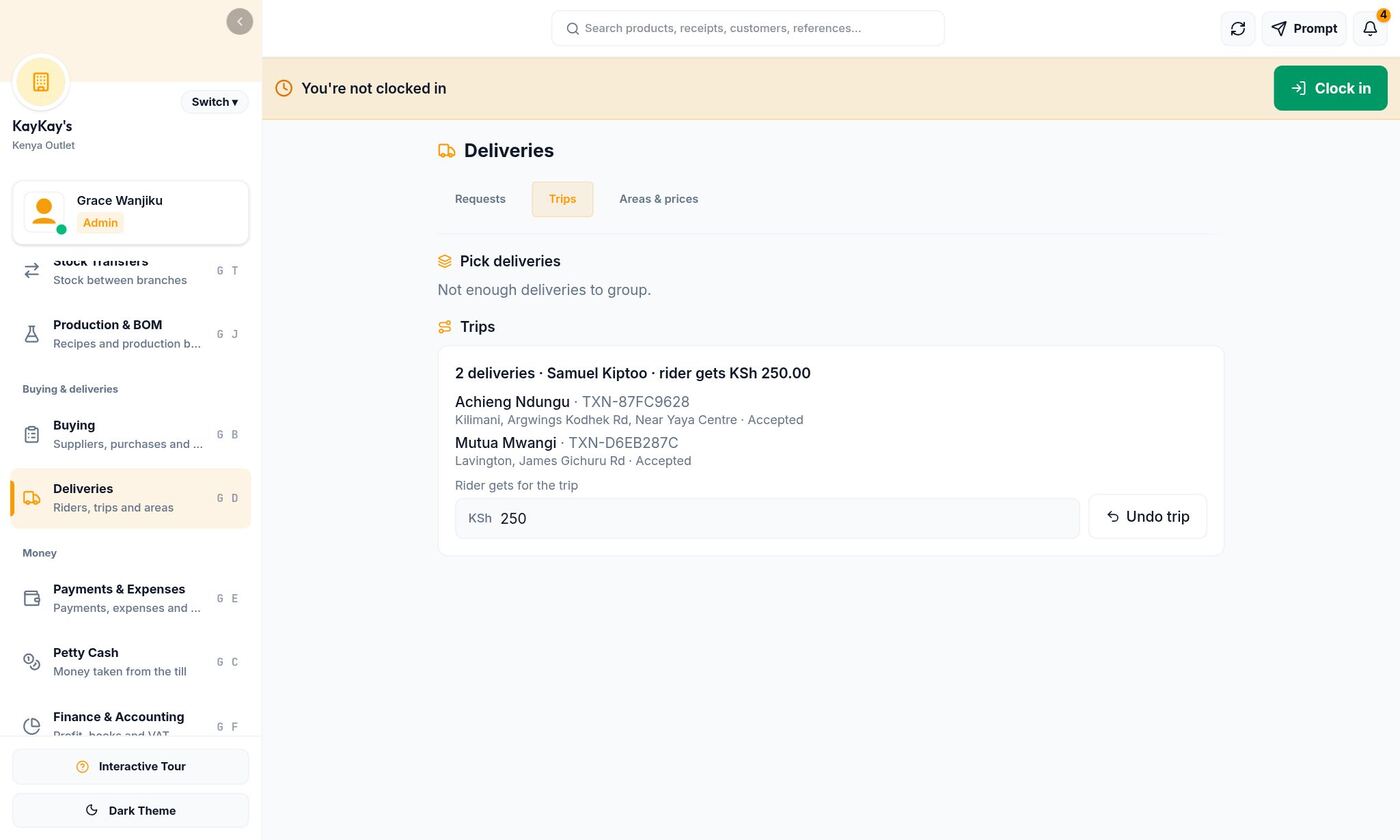 Search products, receipts, customers, references...
Prompt
4
Switch ▾
KayKay's
Kenya Outlet
You're not clocked in
Clock in
Grace Wanjiku
Admin
Stock Transfers
Stock between branches
G T
Production & BOM
Recipes and production b...
G J
Buying & deliveries
Buying
Suppliers, purchases and ...
G B
Deliveries
Riders, trips and areas
G D
Money
Payments & Expenses
Payments, expenses and ...
G E
Petty Cash
Money taken from the till
G C
Finance & Accounting
Profit, books and VAT
G F
Interactive Tour
Dark Theme
Deliveries
Requests
Trips
Areas & prices
Pick deliveries
Not enough deliveries to group.
Trips
2 deliveries · Samuel Kiptoo · rider gets KSh 250.00
Achieng Ndungu · TXN-87FC9628
Kilimani, Argwings Kodhek Rd, Near Yaya Centre · Accepted
Mutua Mwangi · TXN-D6EB287C
Lavington, James Gichuru Rd · Accepted
Rider gets for the trip
KSh 250
Undo trip